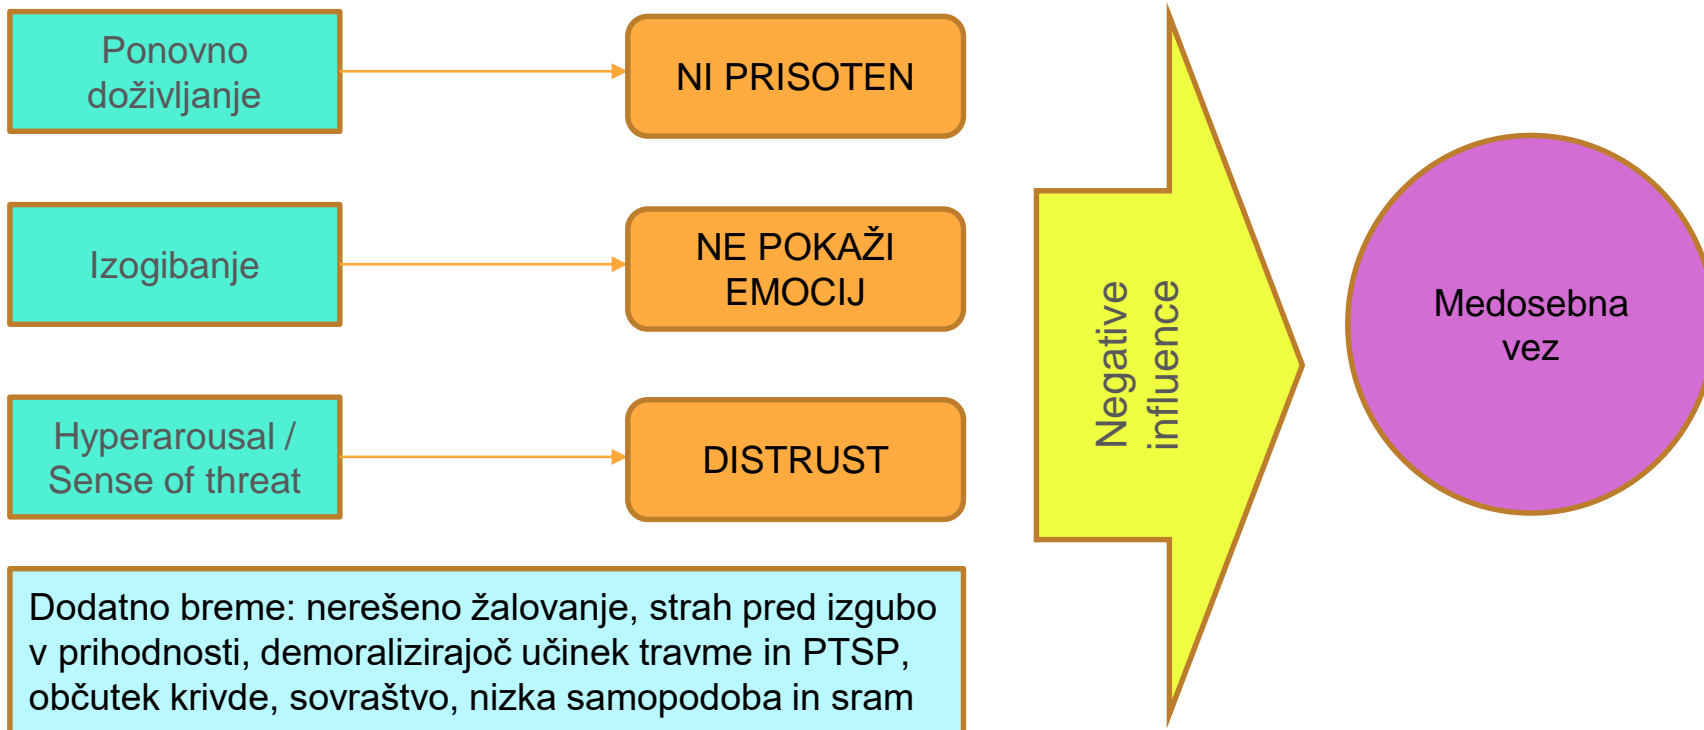 Ponovno
doživljanje
NI PRISOTEN
Izogibanje
NE POKAŽI
EMOCIJ
Hyperarousal /
Sense of threat
DISTRUST
Dodatno breme: nerešeno žalovanje, strah pred izgubo
v prihodnosti, demoralizirajoč učinek travme in PTSP,
občutek krivde, sovraštvo, nizka samopodoba in sram
Negative
influence
Medosebna
vez